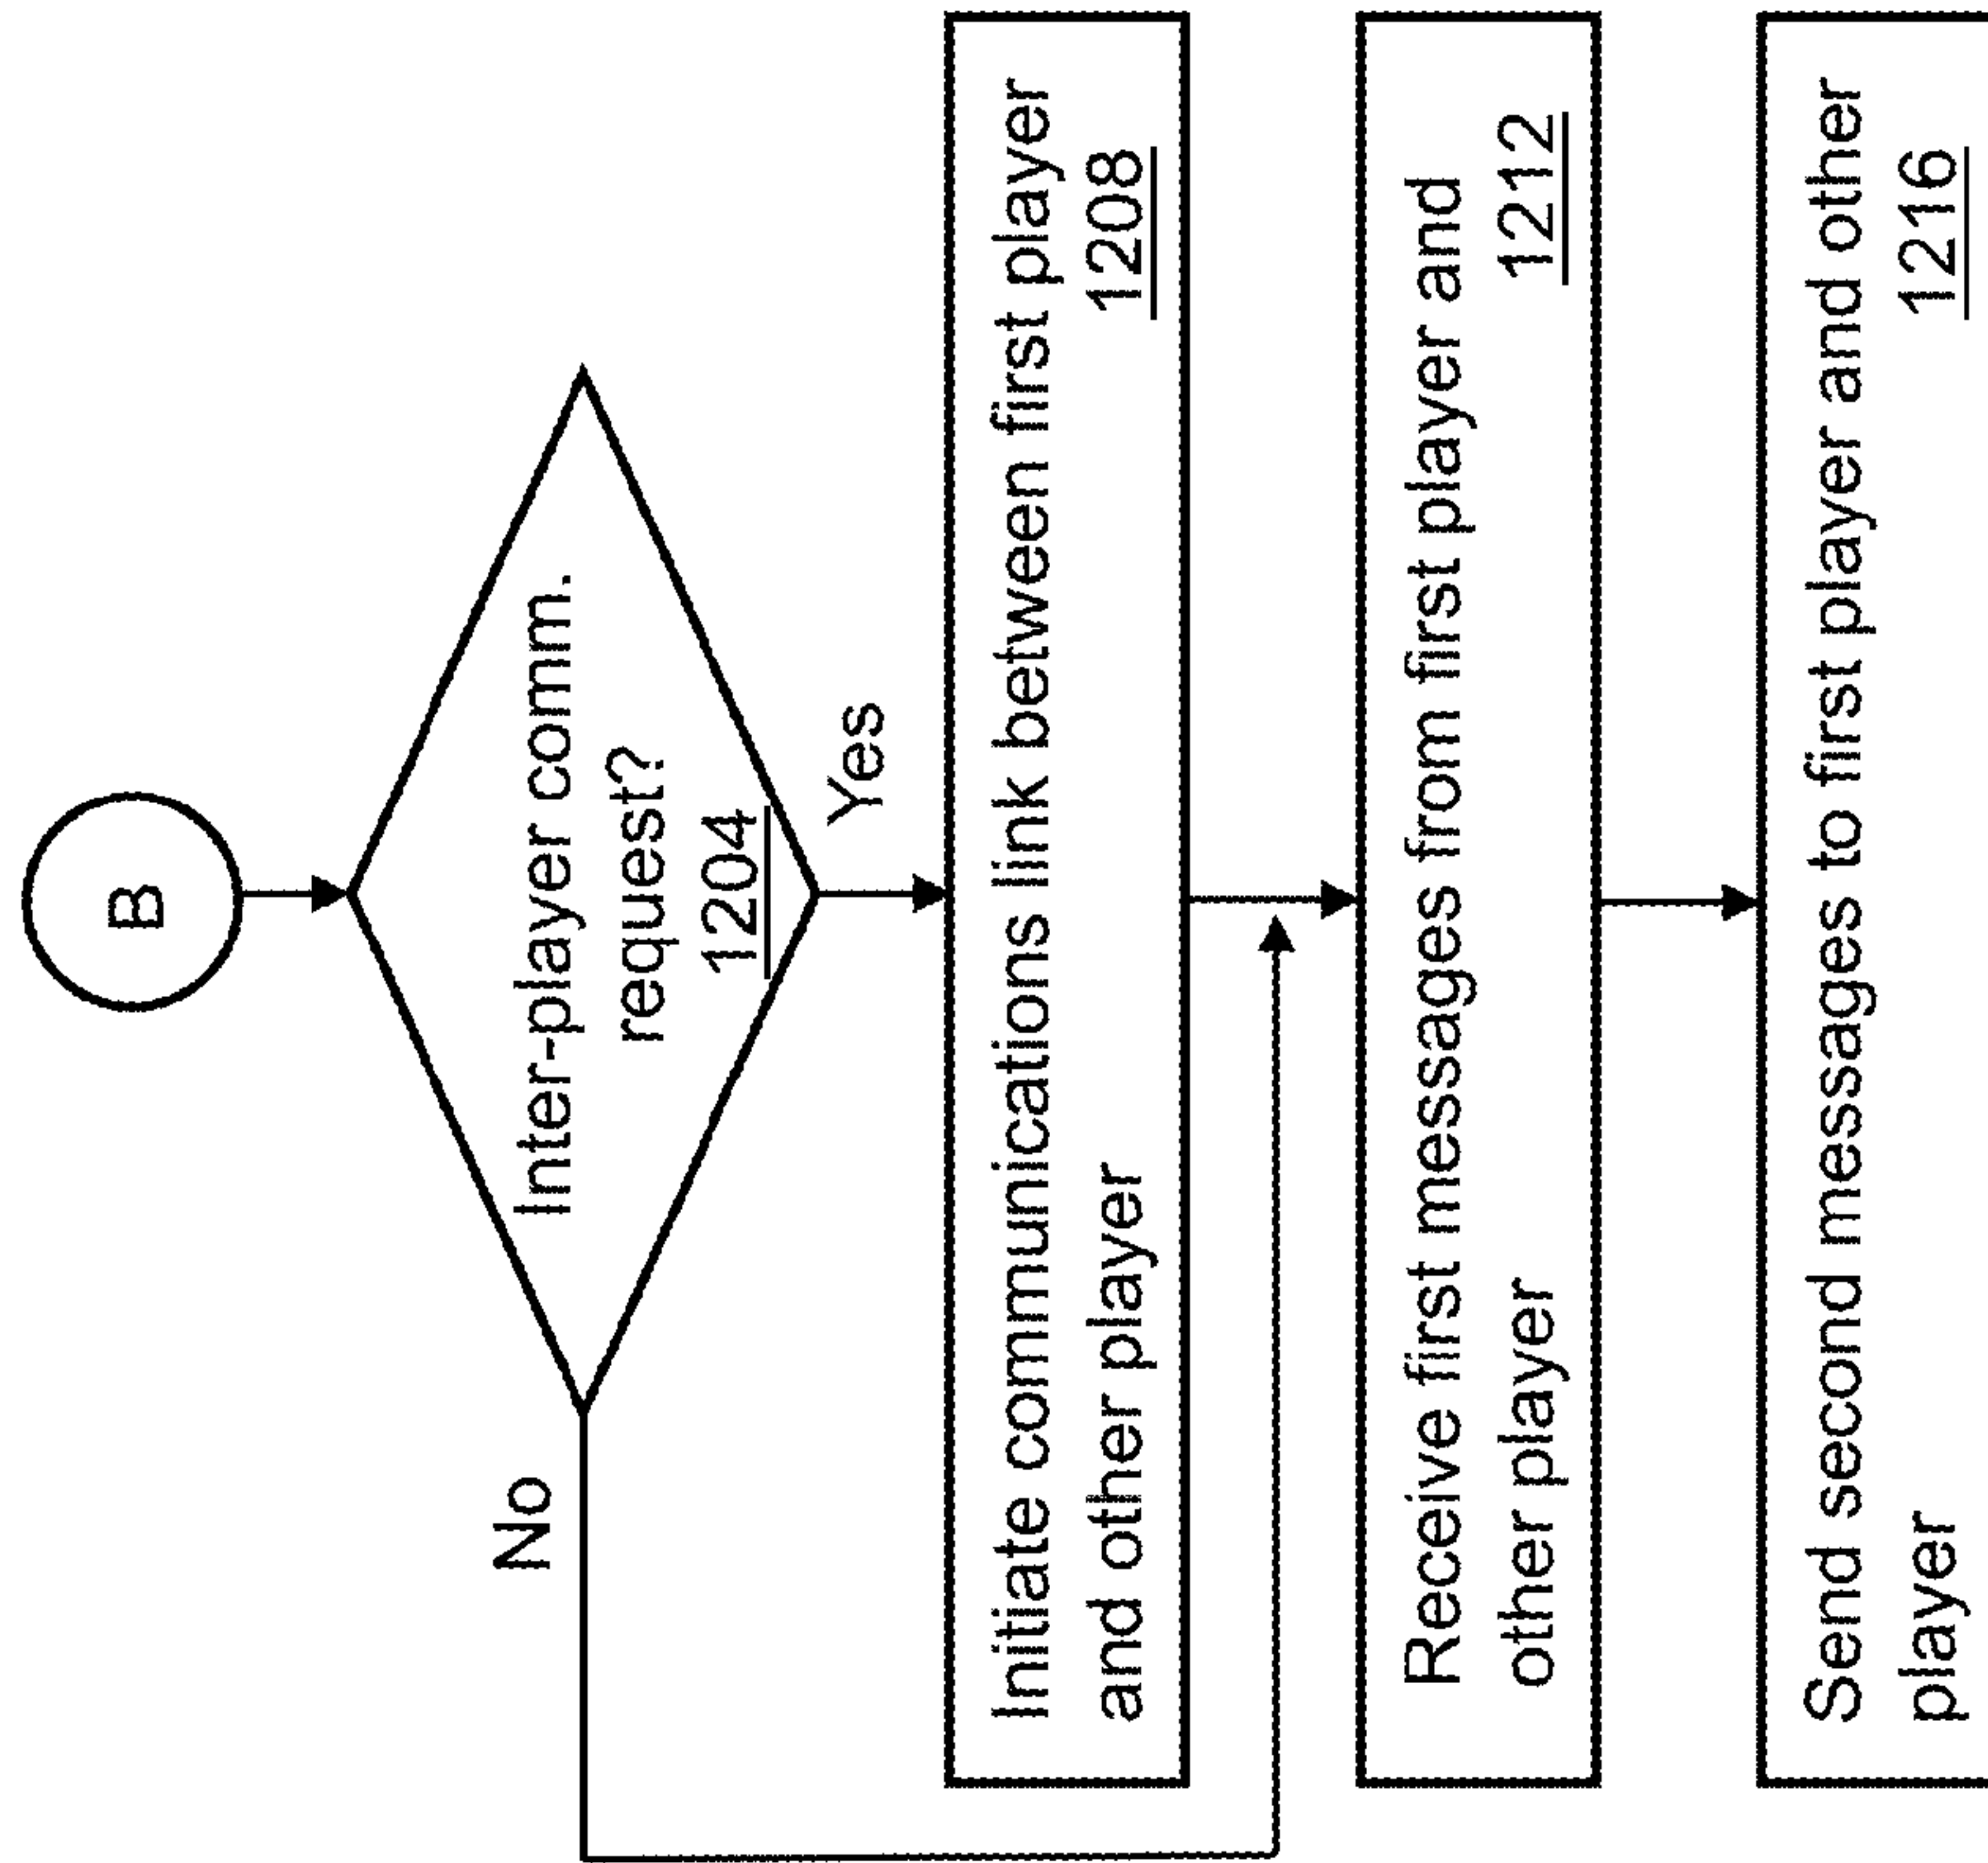 B
Inter-player comm.
request?
1204
No
Yes
Initiate communications link between first player
and other player 1208
Receive first messages from first player and
other player 1212
Send second messages to first player and other
player 1216